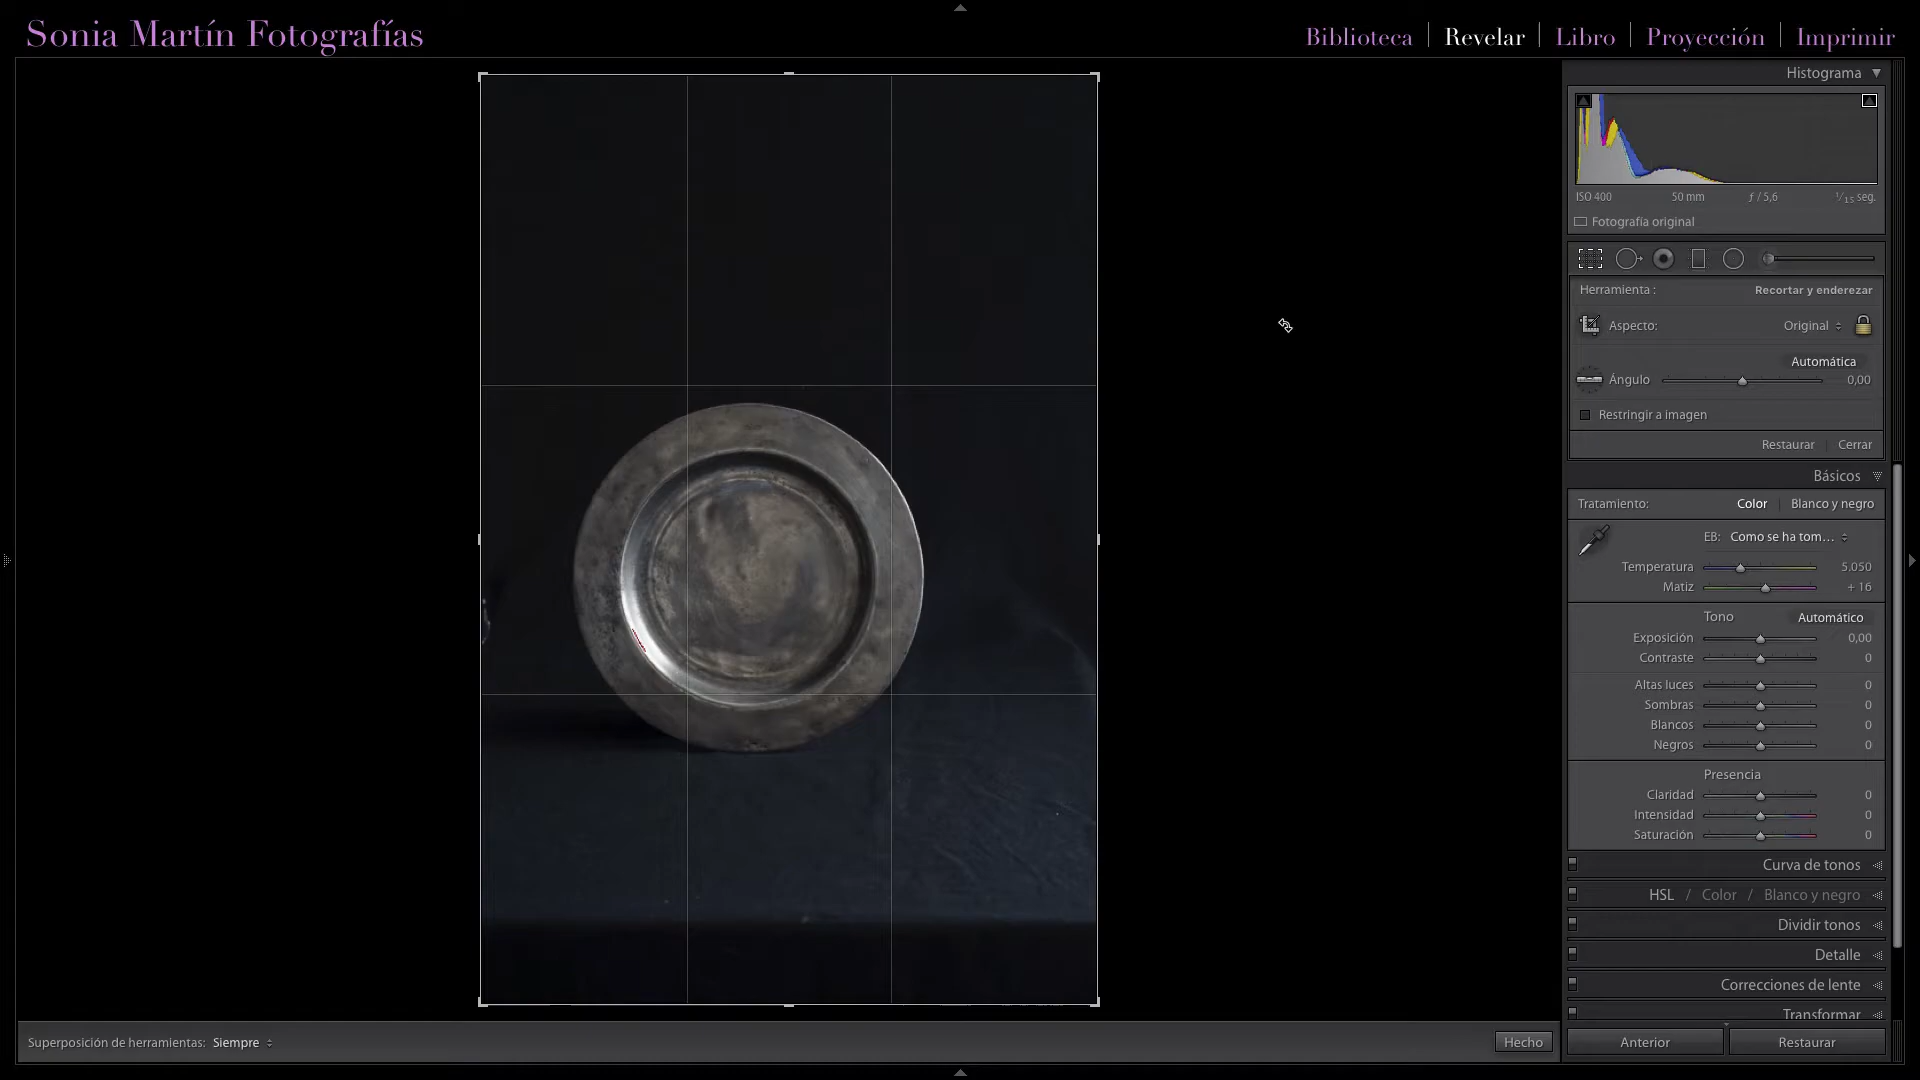 Sonia Martín Fotografías
Biblioteca | Revelar | Libro | Proyección | Imprimir
Histograma
ISO 400 50 mm ƒ / 5,6 1/15 seg.
Fotografía original
Herramienta : Recortar y enderezar
Aspecto: Original
Automática
Ángulo 0,00
Restringir a imagen
Restaurar Cerrar
Básicos
Tratamiento: Color Blanco y negro
EB: Como se ha tom...
Temperatura 5.050
Matiz + 16
Tono Automático
Exposición 0,00
Contraste 0
Altas luces 0
Sombras 0
Blancos 0
Negros 0
Presencia
Claridad 0
Intensidad 0
Saturación 0
Curva de tonos
HSL / Color / Blanco y negro
Dividir tonos
Detalle
Correcciones de lente
Transformar
Superposición de herramientas: Siempre Hecho Anterior Restaurar